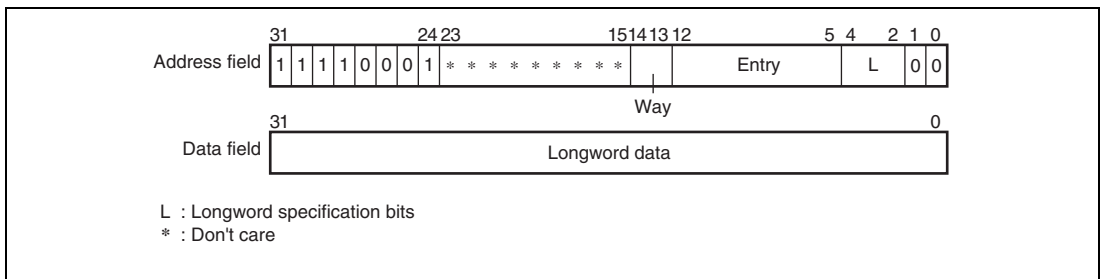 31 24 23 15 14 13 12 5 4 2 1 0
Address field 1 1 1 1 0 0 0 1 * * * * * * * * * Entry L 0 0
Way
31 0
Data field Longword data
L : Longword specification bits
* : Don't care